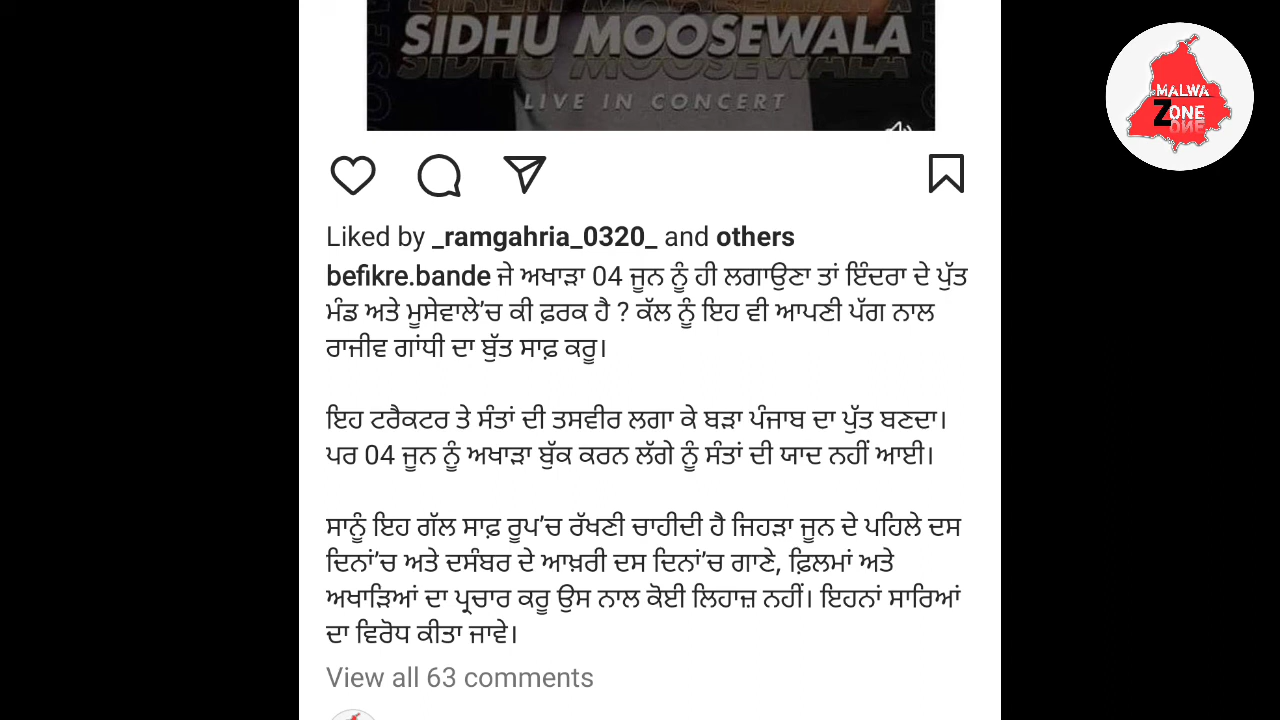 SIDHU MOOSEWALA
SIDHU MOOSEWALA
LIVE IN CONCERT
MALWA
ZONE
Liked by _ramgahria_0320_ and others
befikre.bande ਜੇ ਅਖਾੜਾ 04 ਜੂਨ ਨੂੰ ਹੀ ਲਗਾਉਣਾ ਤਾਂ ਇੰਦਰਾ ਦੇ ਪੁੱਤ
ਮੰਡ ਅਤੇ ਮੂਸੇਵਾਲੇ’ਚ ਕੀ ਫ਼ਰਕ ਹੈ ? ਕੱਲ ਨੂੰ ਇਹ ਵੀ ਆਪਣੀ ਪੱਗ ਨਾਲ
ਰਾਜੀਵ ਗਾਂਧੀ ਦਾ ਬੁੱਤ ਸਾਫ਼ ਕਰੂ।
ਇਹ ਟਰੈਕਟਰ ਤੇ ਸੰਤਾਂ ਦੀ ਤਸਵੀਰ ਲਗਾ ਕੇ ਬੜਾ ਪੰਜਾਬ ਦਾ ਪੁੱਤ ਬਣਦਾ।
ਪਰ 04 ਜੂਨ ਨੂੰ ਅਖਾੜਾ ਬੁੱਕ ਕਰਨ ਲੱਗੇ ਨੂੰ ਸੰਤਾਂ ਦੀ ਯਾਦ ਨਹੀਂ ਆਈ।
ਸਾਨੂੰ ਇਹ ਗੱਲ ਸਾਫ਼ ਰੂਪ’ਚ ਰੱਖਣੀ ਚਾਹੀਦੀ ਹੈ ਜਿਹੜਾ ਜੂਨ ਦੇ ਪਹਿਲੇ ਦਸ
ਦਿਨਾਂ’ਚ ਅਤੇ ਦਸੰਬਰ ਦੇ ਆਖ਼ਰੀ ਦਸ ਦਿਨਾਂ’ਚ ਗਾਣੇ, ਫ਼ਿਲਮਾਂ ਅਤੇ
ਅਖਾੜਿਆਂ ਦਾ ਪ੍ਰਚਾਰ ਕਰੂ ਉਸ ਨਾਲ ਕੋਈ ਲਿਹਾਜ਼ ਨਹੀਂ। ਇਹਨਾਂ ਸਾਰਿਆਂ
ਦਾ ਵਿਰੋਧ ਕੀਤਾ ਜਾਵੇ।
View all 63 comments